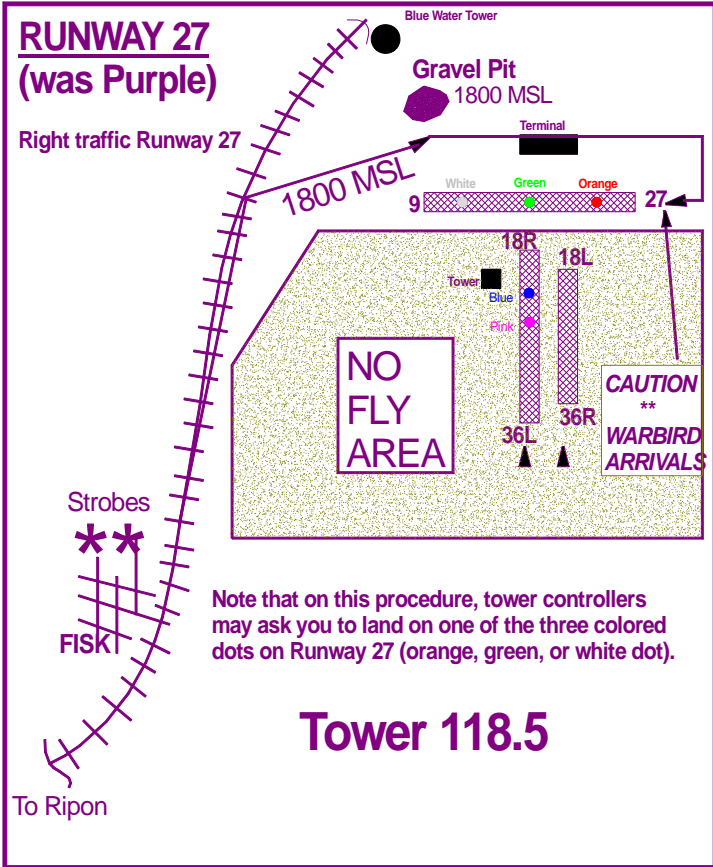 RUNWAY 27
(was Purple)
Right traffic Runway 27
Blue Water Tower
Gravel Pit
1800 MSL
Terminal
1800 MSL
White
Green
Orange
9
27
18R
18L
Tower
Blue
Pink
NO
FLY
AREA
36L
36R
CAUTION
**
WARBIRD
ARRIVALS
Strobes
**
FISK
Note that on this procedure, tower controllers
may ask you to land on one of the three colored
dots on Runway 27 (orange, green, or white dot).
Tower 118.5
To Ripon